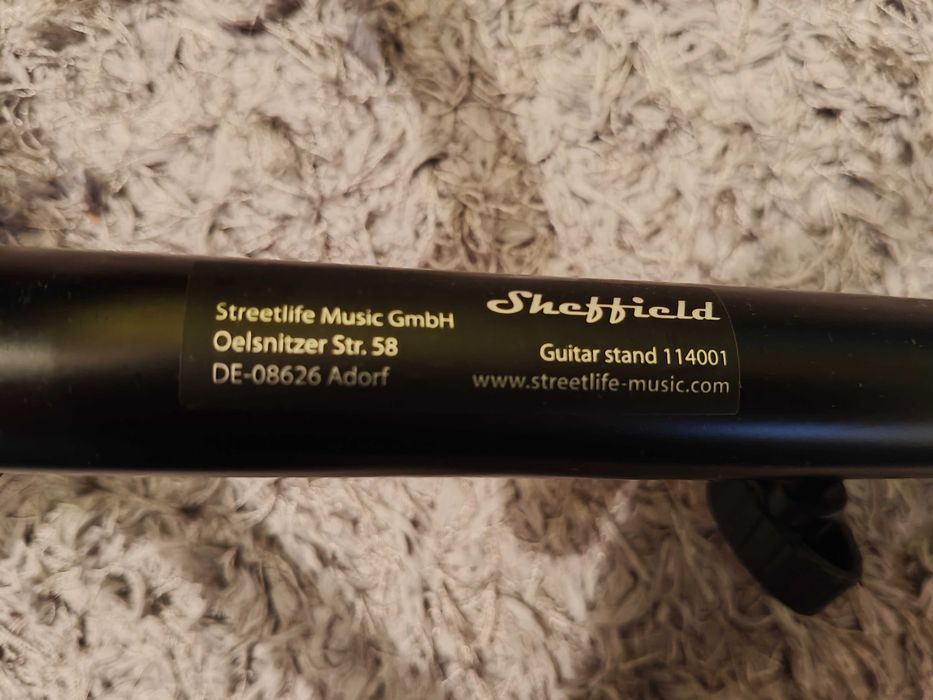 Streetlife Music GmbH
Oelsnitzer Str. 58
DE-08626 Adorf
Sheffield
Guitar stand 114001
www.streetlife-music.com